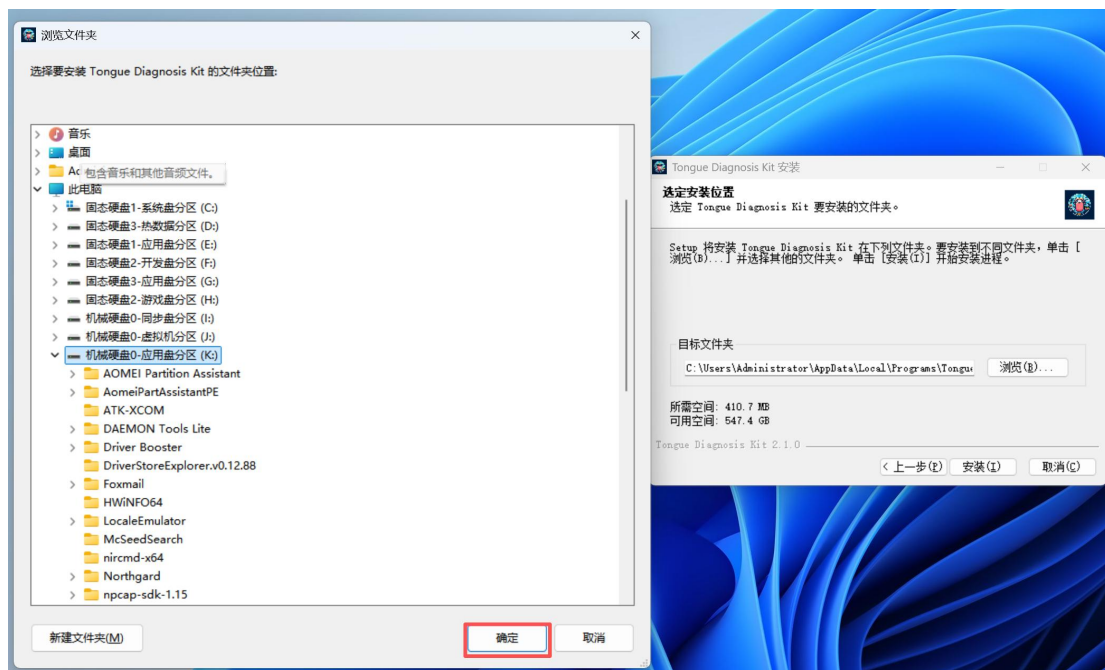 浏览文件夹
选择要安装 Tongue Diagnosis Kit 的文件夹位置:
音乐
桌面
包含音乐和其他音频文件。
此电脑
固态硬盘1-系统盘分区 (C:)
固态硬盘3-热数据分区 (D:)
固态硬盘1-应用盘分区 (E:)
固态硬盘2-开发盘分区 (F:)
固态硬盘3-应用盘分区 (G:)
固态硬盘2-游戏盘分区 (H:)
机械硬盘0-同步盘分区 (I:)
机械硬盘0-虚拟机分区 (J:)
机械硬盘0-应用盘分区 (K:)
AOMEI Partition Assistant
AomeiPartAssistantPE
ATK-XCOM
DAEMON Tools Lite
Driver Booster
DriverStoreExplorer.v0.12.88
Foxmail
HWiNFO64
LocaleEmulator
McSeedSearch
nircmd-x64
Northgard
npcap-sdk-1.15
新建文件夹(M)
确定
取消
Tongue Diagnosis Kit 安装
选定安装位置
选定 Tongue Diagnosis Kit 要安装的文件夹。
Setup 将安装 Tongue Diagnosis Kit 在下列文件夹。要安装到不同文件夹，单击 [
浏览(B)...] 并选择其他的文件夹。 单击 [安装(I)] 开始安装进程。
目标文件夹
C:\Users\Administrator\AppData\Local\Programs\Tongue
浏览(B)...
所需空间: 410.7 MB
可用空间: 547.4 GB
Tongue Diagnosis Kit 2.1.0
< 上一步(P)
安装(I)
取消(C)